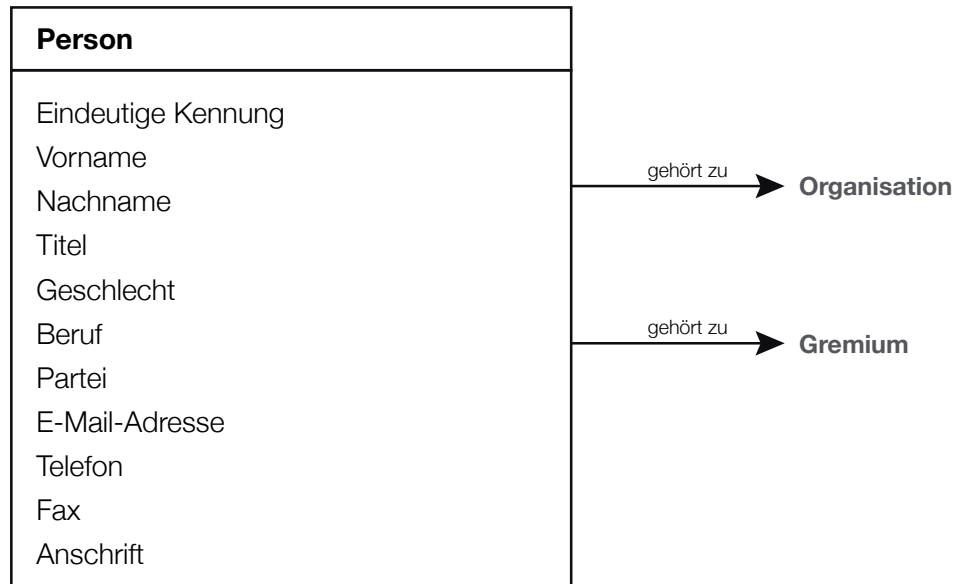 Person
Eindeutige Kennung
Vorname
Nachname
Titel
Geschlecht
Beruf
Partei
E-Mail-Adresse
Telefon
Fax
Anschrift
gehört zu
Organisation
gehört zu
Gremium